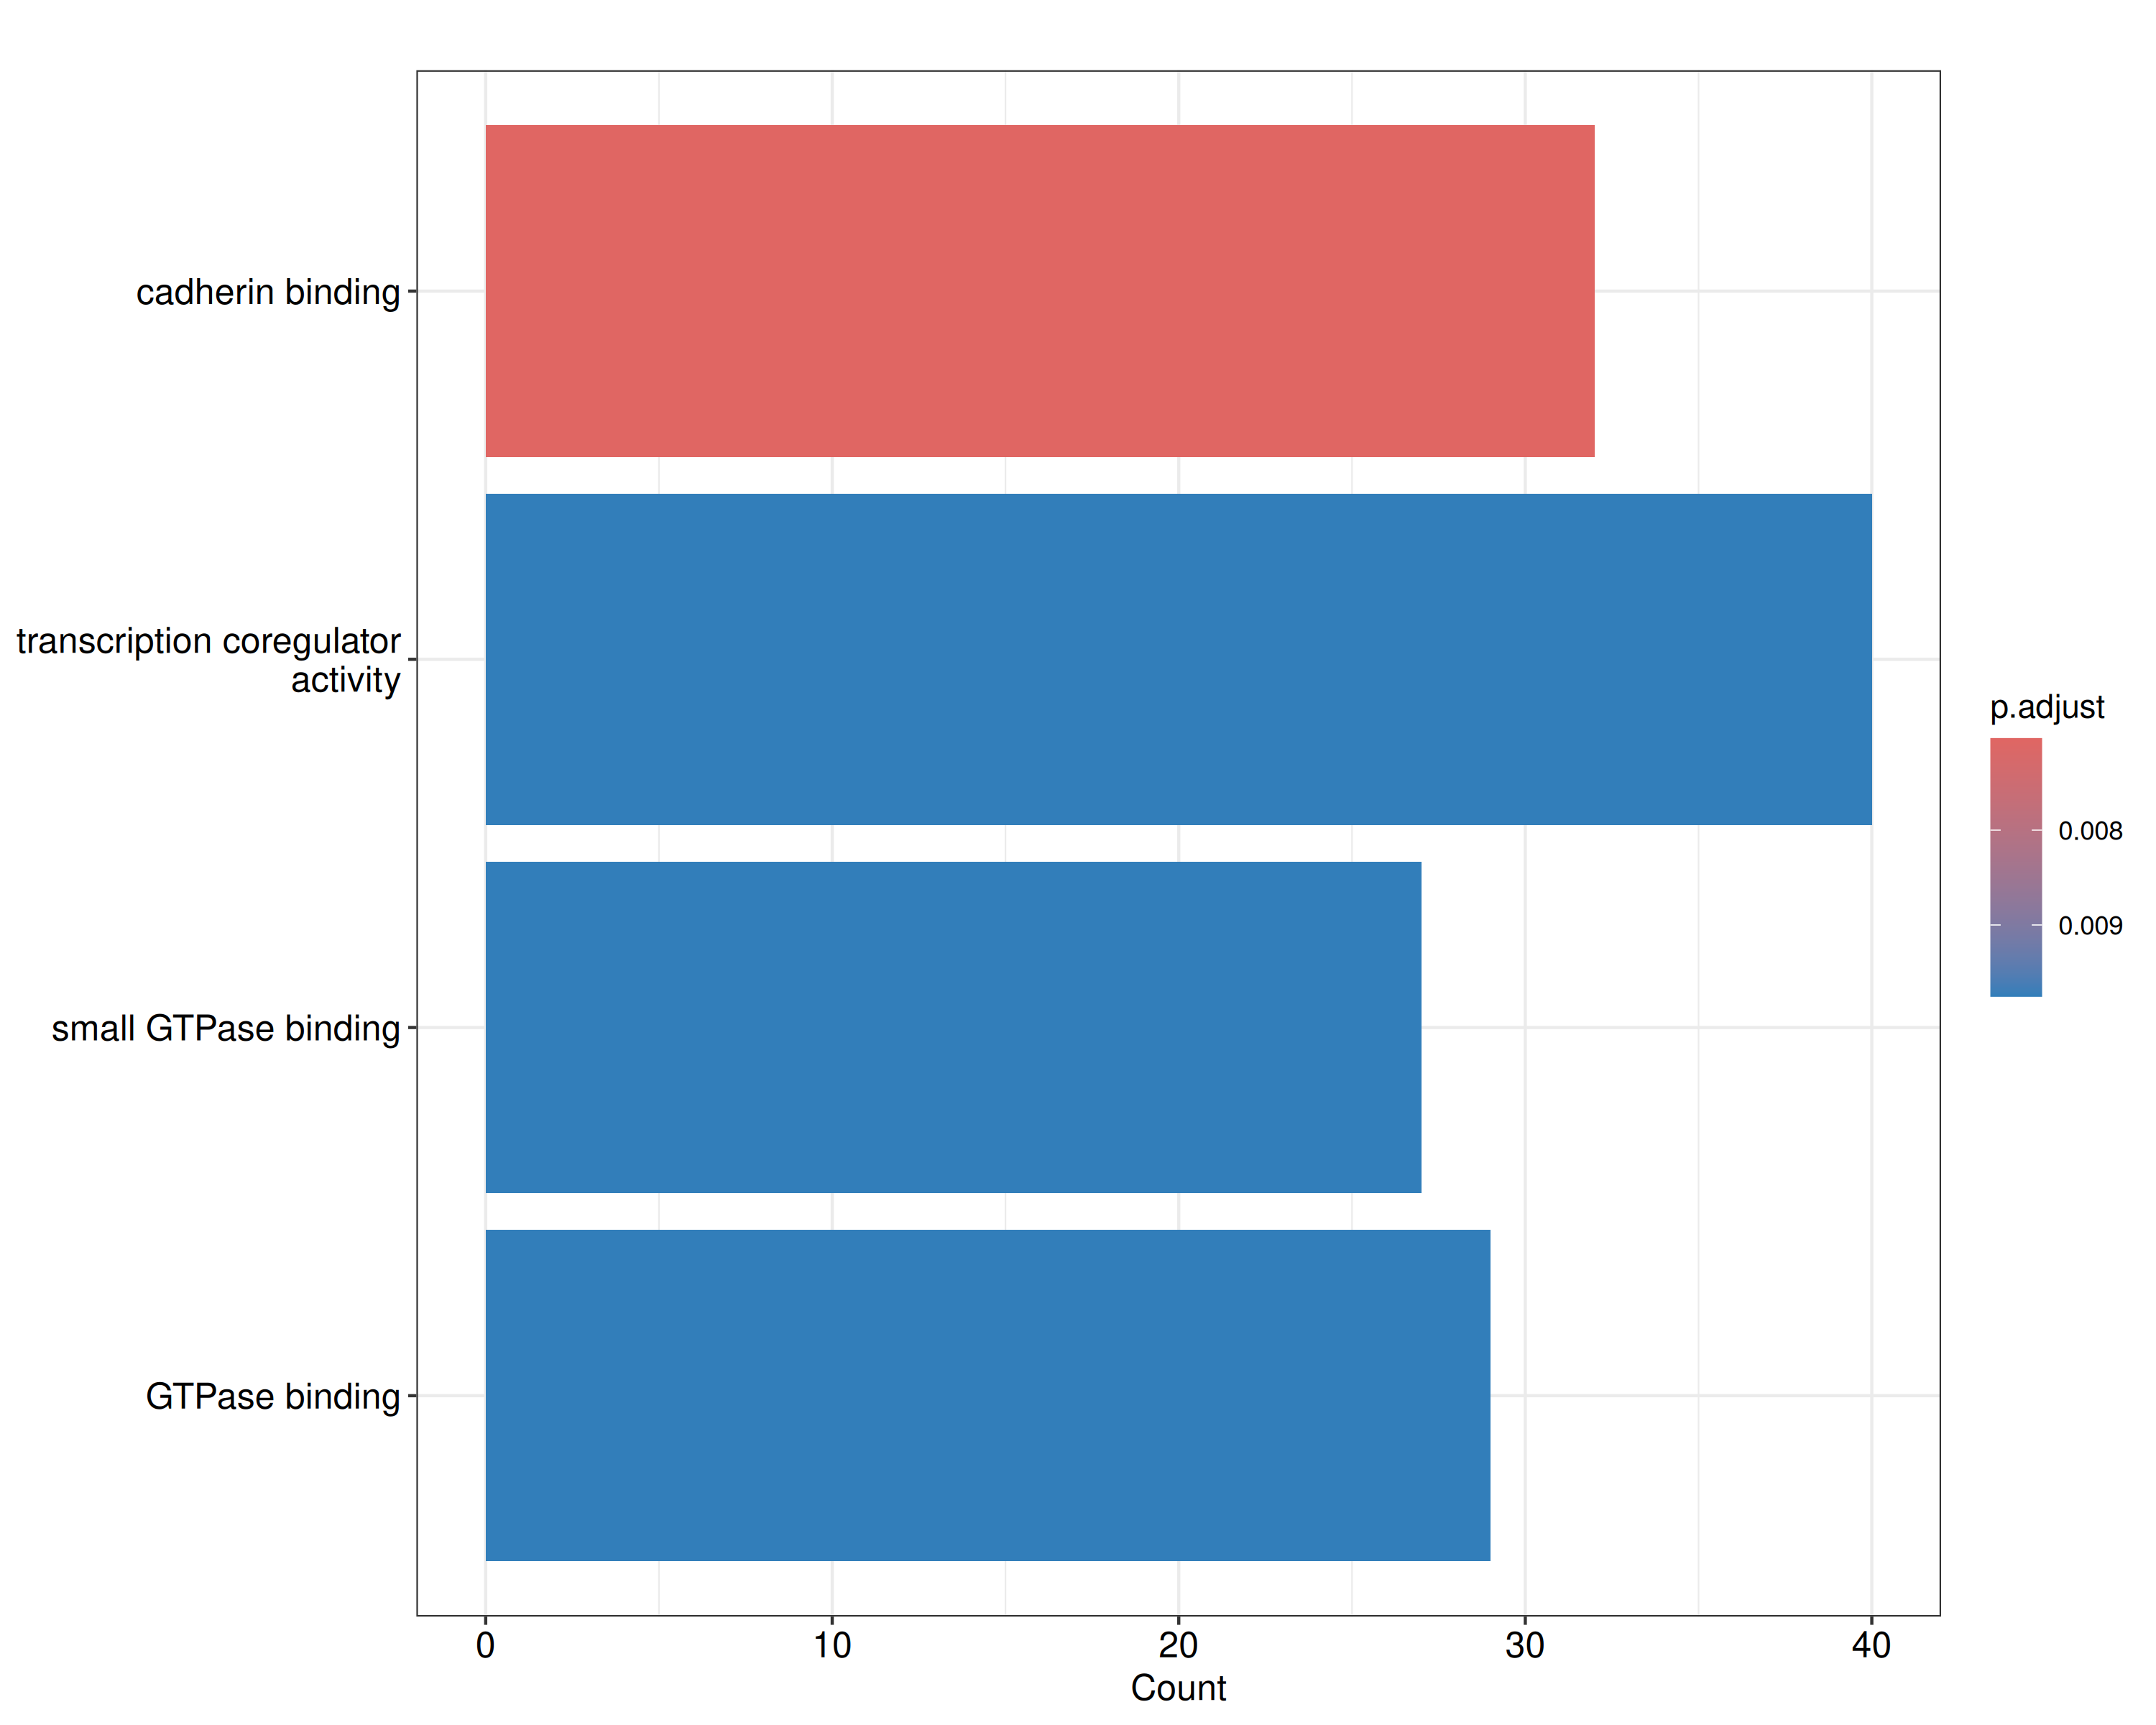 cadherin binding
transcription coregulator
activity
small GTPase binding
GTPase binding
0 10 20 30 40
Count
p.adjust
0.008
0.009